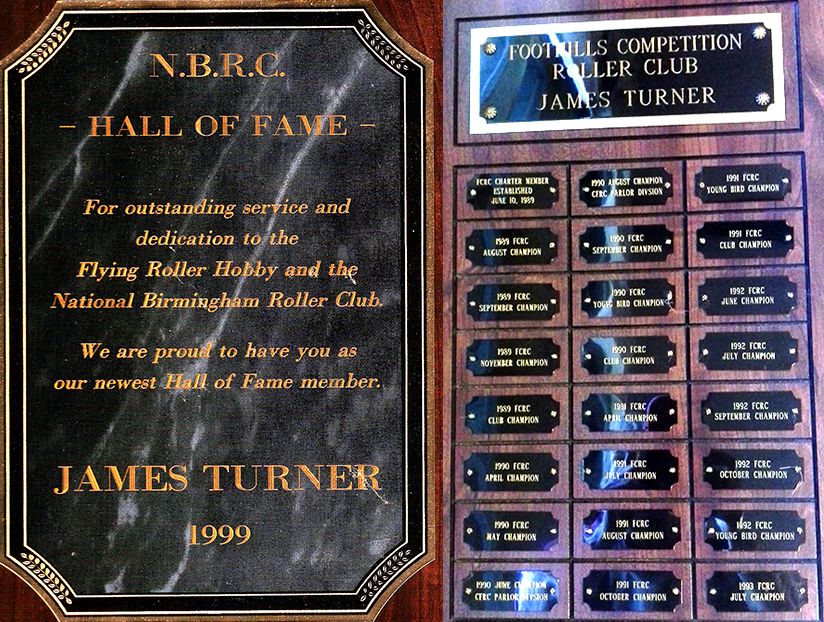 N.B.R.C.
– HALL OF FAME –
For outstanding service and
dedication to the
Flying Roller Hobby and the
National Birmingham Roller Club.
We are proud to have you as
our newest Hall of Fame member.
JAMES TURNER
1999
FOOTHILLS COMPETITION
ROLLER CLUB
JAMES TURNER
FCRC CHARTER MEMBER
ESTABLISHED
JUNE 10, 1989
1989 FCRC
AUGUST CHAMPION
1989 FCRC
SEPTEMBER CHAMPION
1989 FCRC
NOVEMBER CHAMPION
1989 FCRC
CLUB CHAMPION
1990 FCRC
APRIL CHAMPION
1990 FCRC
MAY CHAMPION
1990 JUNE CHAMPION
CFRC PARLOR DIVISION
1990 AUGUST CHAMPION
CFRC PARLOR DIVSION
1990 FCRC
SEPTEMBER CHAMPION
1990 FCRC
YOUNG BIRD CHAMPION
1990 FCRC
CLUB CHAMPION
1991 FCRC
APRIL CHAMPION
1991 FCRC
JULY CHAMPION
1991 FCRC
AUGUST CHAMPION
1991 FCRC
OCTOBER CHAMPION
1991 FCRC
YOUNG BIRD CHAMPION
1991 FCRC
CLUB CHAMPION
1992 FCRC
JUNE CHAMPION
1992 FCRC
JULY CHAMPION
1992 FCRC
SEPTEMBER CHAMPION
1992 FCRC
OCTOBER CHAMPION
1992 FCRC
YOUNG BIRD CHAMPION
1993 FCRC
JULY CHAMPION